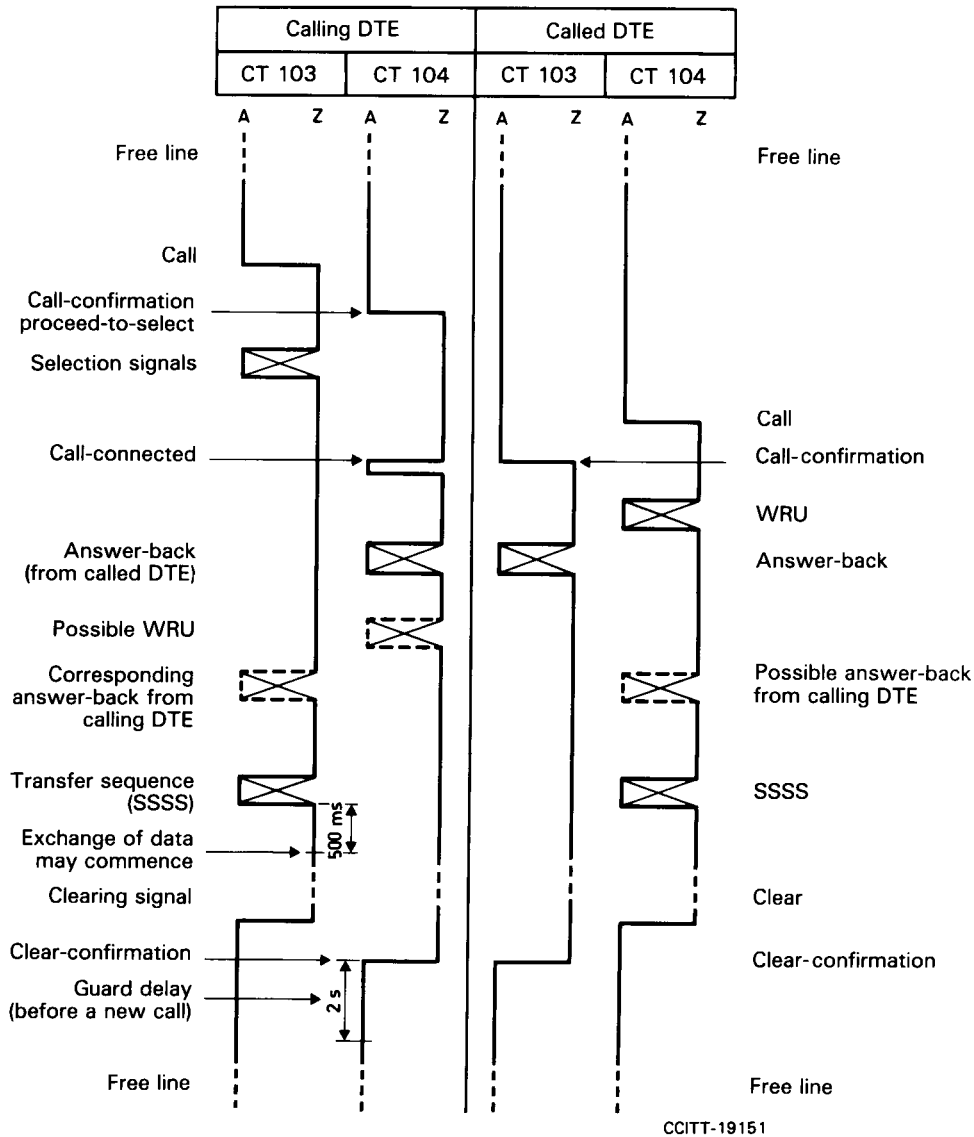 Calling DTE Called DTE
CT 103 CT 104 CT 103 CT 104
A Z A Z A Z A Z
Free line Free line
Call
Call-confirmation
proceed-to-select
Selection signals
Call
Call-connected Call-confirmation
WRU
Answer-back
(from called DTE)
Answer-back
Possible WRU
Corresponding
answer-back from
calling DTE
Possible answer-back
from calling DTE
Transfer sequence
(SSSS)
SSSS
500 ms
Exchange of data
may commence
Clearing signal Clear
Clear-confirmation Clear-confirmation
Guard delay
(before a new call)
2 s
Free line Free line
CCITT-19151